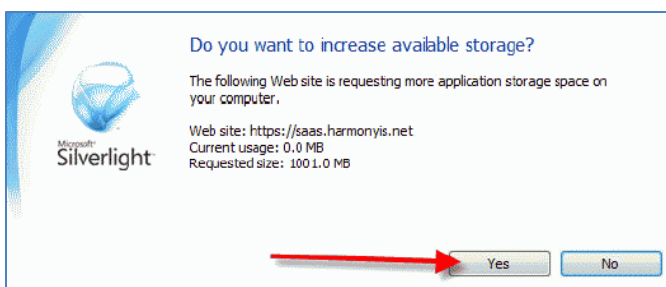 Do you want to increase available storage?
The following Web site is requesting more application storage space on
your computer.
Web site: https://saas.harmonyis.net
Current usage: 0.0 MB
Requested size: 1001.0 MB
Microsoft®
Silverlight™
Yes
No